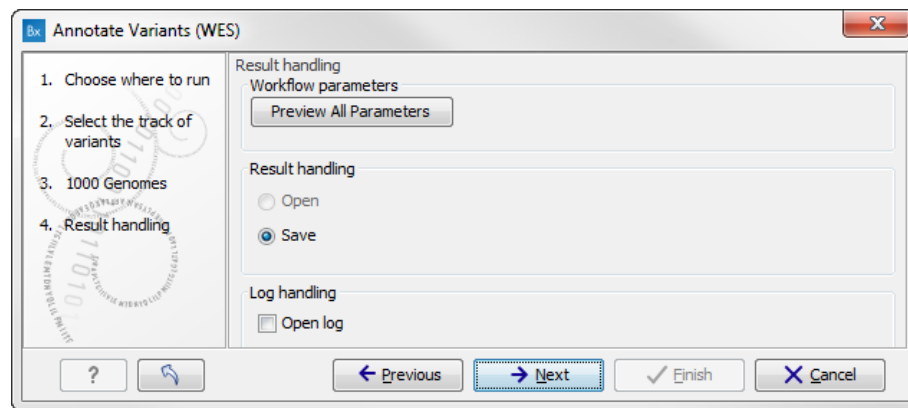 Bx Annotate Variants (WES)
1. Choose where to run
2. Select the track of
variants
3. 1000 Genomes
4. Result handling
Result handling
Workflow parameters
Preview All Parameters
Result handling
Open
Save
Log handling
Open log
? Previous Next Finish Cancel